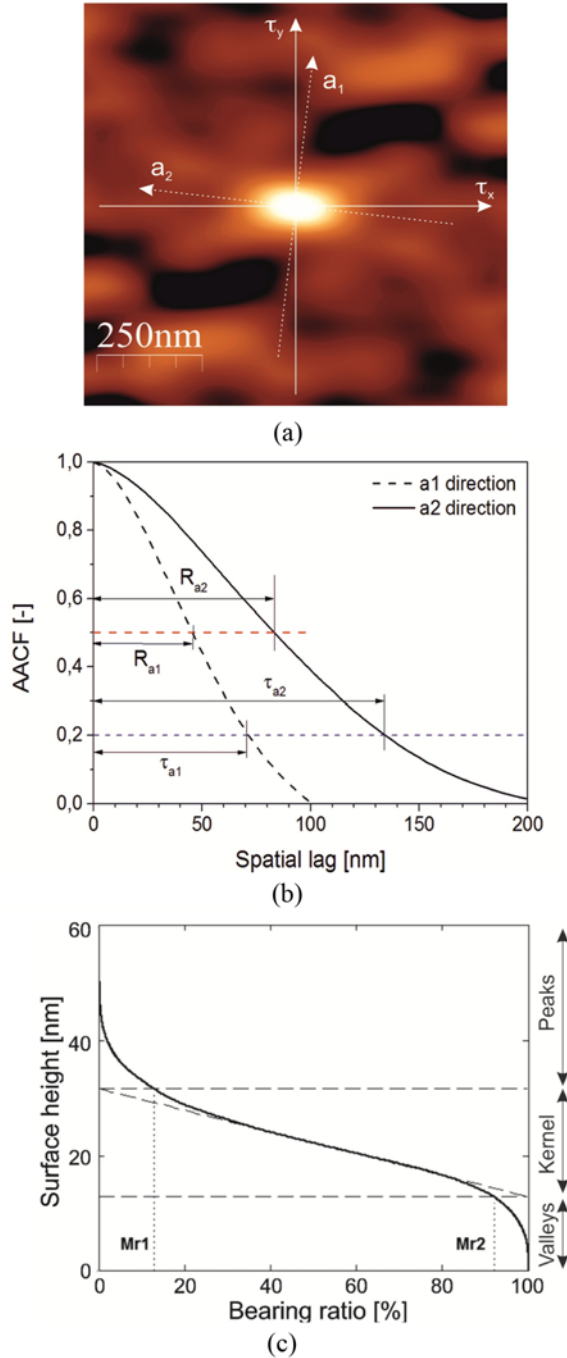 τy
a1
a2
τx
250nm
(a)
1,0
0,8
0,6
0,4
0,2
0,0
AACF [-]
a1 direction
a2 direction
Ra2
Ra1
τa2
τa1
0
50
100
150
200
Spatial lag [nm]
(b)
60
40
20
0
Surface height [nm]
Peaks
Kernel
Valleys
Mr1
Mr2
0
20
40
60
80
100
Bearing ratio [%]
(c)